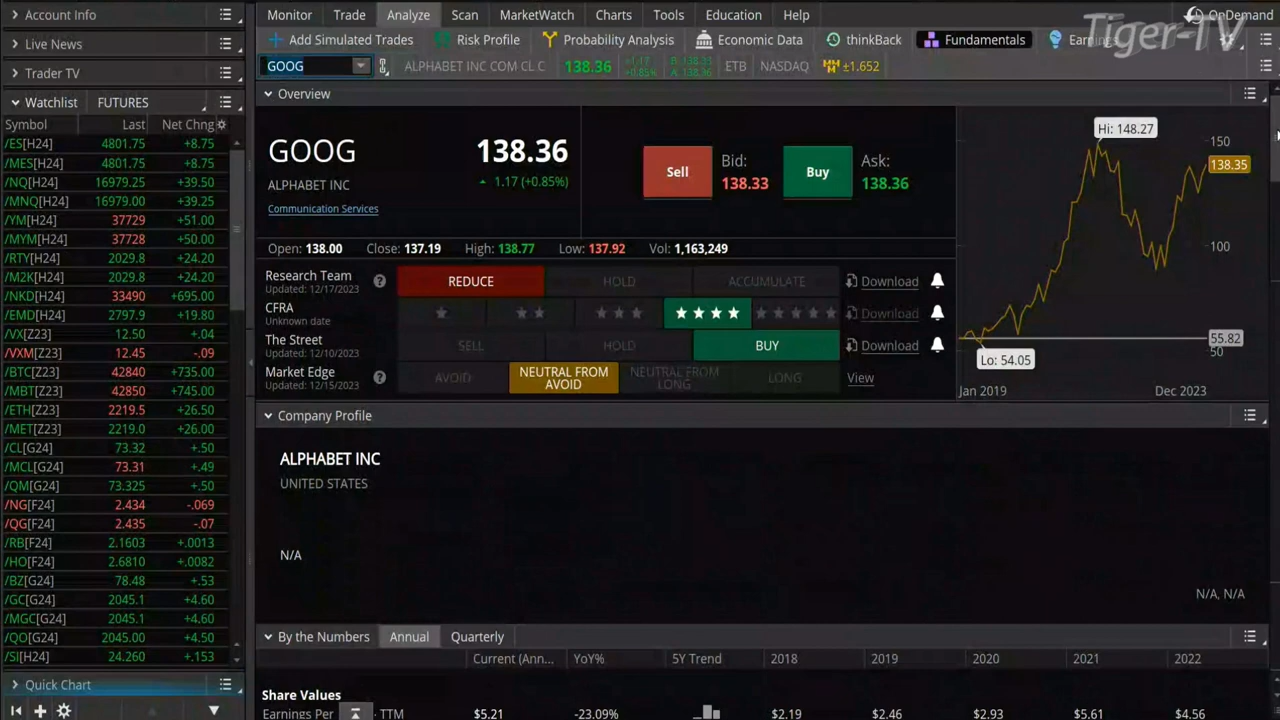 Account Info
Live News
Trader TV
Watchlist FUTURES
Symbol Last Net Chng
/ES[H24] 4801.75 +8.75
/MES[H24] 4801.75 +8.75
/NQ[H24] 16979.25 +39.50
/MNQ[H24] 16979.00 +39.25
/YM[H24] 37729 +51.00
/MYM[H24] 37728 +50.00
/RTY[H24] 2029.8 +24.20
/M2K[H24] 2029.8 +24.20
/NKD[H24] 33490 +695.00
/EMD[H24] 2797.9 +19.80
/VX[Z23] 12.50 +.04
/VXM[Z23] 12.45 -.09
/BTC[Z23] 42840 +735.00
/MBT[Z23] 42850 +745.00
/ETH[Z23] 2219.5 +26.50
/MET[Z23] 2219.0 +26.00
/CL[G24] 73.32 +.50
/MCL[G24] 73.31 +.49
/QM[G24] 73.325 +.50
/NG[F24] 2.434 -.069
/QG[F24] 2.435 -.07
/RB[F24] 2.1603 +.0013
/HO[F24] 2.6810 +.0082
/BZ[G24] 78.48 +.53
/GC[G24] 2045.1 +4.60
/MGC[G24] 2045.1 +4.60
/QO[G24] 2045.00 +4.50
/SI[H24] 24.260 +.153
Quick Chart
Monitor Trade Analyze Scan MarketWatch Charts Tools Education Help OnDemand
Tiger-TV
Add Simulated Trades Risk Profile Probability Analysis Economic Data thinkBack Fundamentals
GOOG ALPHABET INC COM CL C 138.36 +1.17 +0.85% B: 138.33 A: 138.36 ETB NASDAQ ±1.652
Overview
GOOG 138.36
ALPHABET INC 1.17 (+0.85%)
Communication Services
Sell Bid: 138.33 Buy Ask: 138.36
Open: 138.00 Close: 137.19 High: 138.77 Low: 137.92 Vol: 1,163,249
Research Team
Updated: 12/17/2023
REDUCE HOLD ACCUMULATE Download
CFRA
Unknown date
Download
The Street
Updated: 12/10/2023
SELL HOLD BUY Download
Market Edge
Updated: 12/15/2023
AVOID NEUTRAL FROM AVOID NEUTRAL FROM LONG LONG View
Hi: 148.27
150
138.35
100
55.82
50
Lo: 54.05
Jan 2019 Dec 2023
Company Profile
ALPHABET INC
UNITED STATES
N/A
N/A, N/A
By the Numbers Annual Quarterly
Current (Ann... YoY% 5Y Trend 2018 2019 2020 2021 2022
Share Values
Earnings Per TTM $5.21 -23.09% $2.19 $2.46 $2.93 $5.61 $4.56